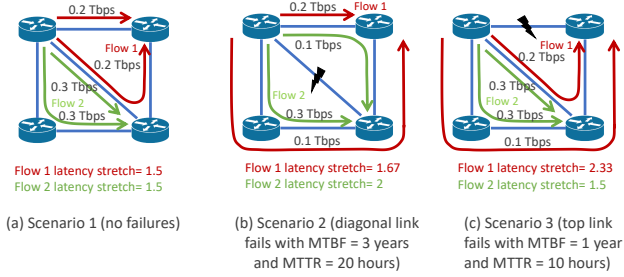 0.2 Tbps
Flow 1
0.2 Tbps
0.3 Tbps
Flow 2
0.3 Tbps
Flow 1 latency stretch= 1.5
Flow 2 latency stretch= 1.5
(a) Scenario 1 (no failures)
0.2 Tbps
Flow 1
0.1 Tbps
Flow 2
0.3 Tbps
0.1 Tbps
Flow 1 latency stretch= 1.67
Flow 2 latency stretch= 2
(b) Scenario 2 (diagonal link
fails with MTBF = 3 years
and MTTR = 20 hours)
Flow 1
0.2 Tbps
0.3 Tbps
Flow 2
0.3 Tbps
0.1 Tbps
Flow 1 latency stretch= 2.33
Flow 2 latency stretch= 1.5
(c) Scenario 3 (top link
fails with MTBF = 1 year
and MTTR = 10 hours)